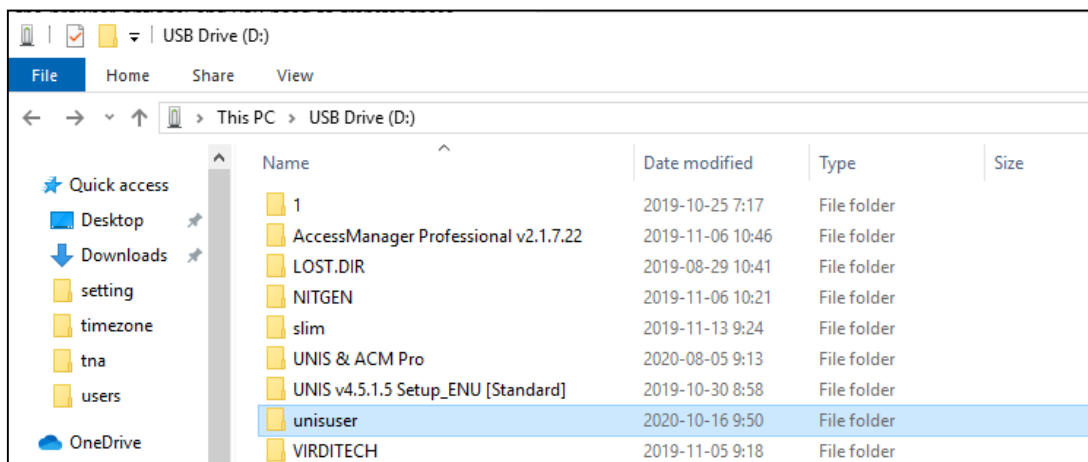 USB Drive (D:)
File Home Share View
This PC > USB Drive (D:)
Name Date modified Type Size
Quick access
Desktop
Downloads
setting
timezone
tna
users
OneDrive
1 2019-10-25 7:17 File folder
AccessManager Professional v2.1.7.22 2019-11-06 10:46 File folder
LOST.DIR 2019-08-29 10:41 File folder
NITGEN 2019-11-06 10:21 File folder
slim 2019-11-13 9:24 File folder
UNIS & ACM Pro 2020-08-05 9:13 File folder
UNIS v4.5.1.5 Setup_ENU [Standard] 2019-10-30 8:58 File folder
unisuser 2020-10-16 9:50 File folder
VIRDITECH 2019-11-05 9:18 File folder